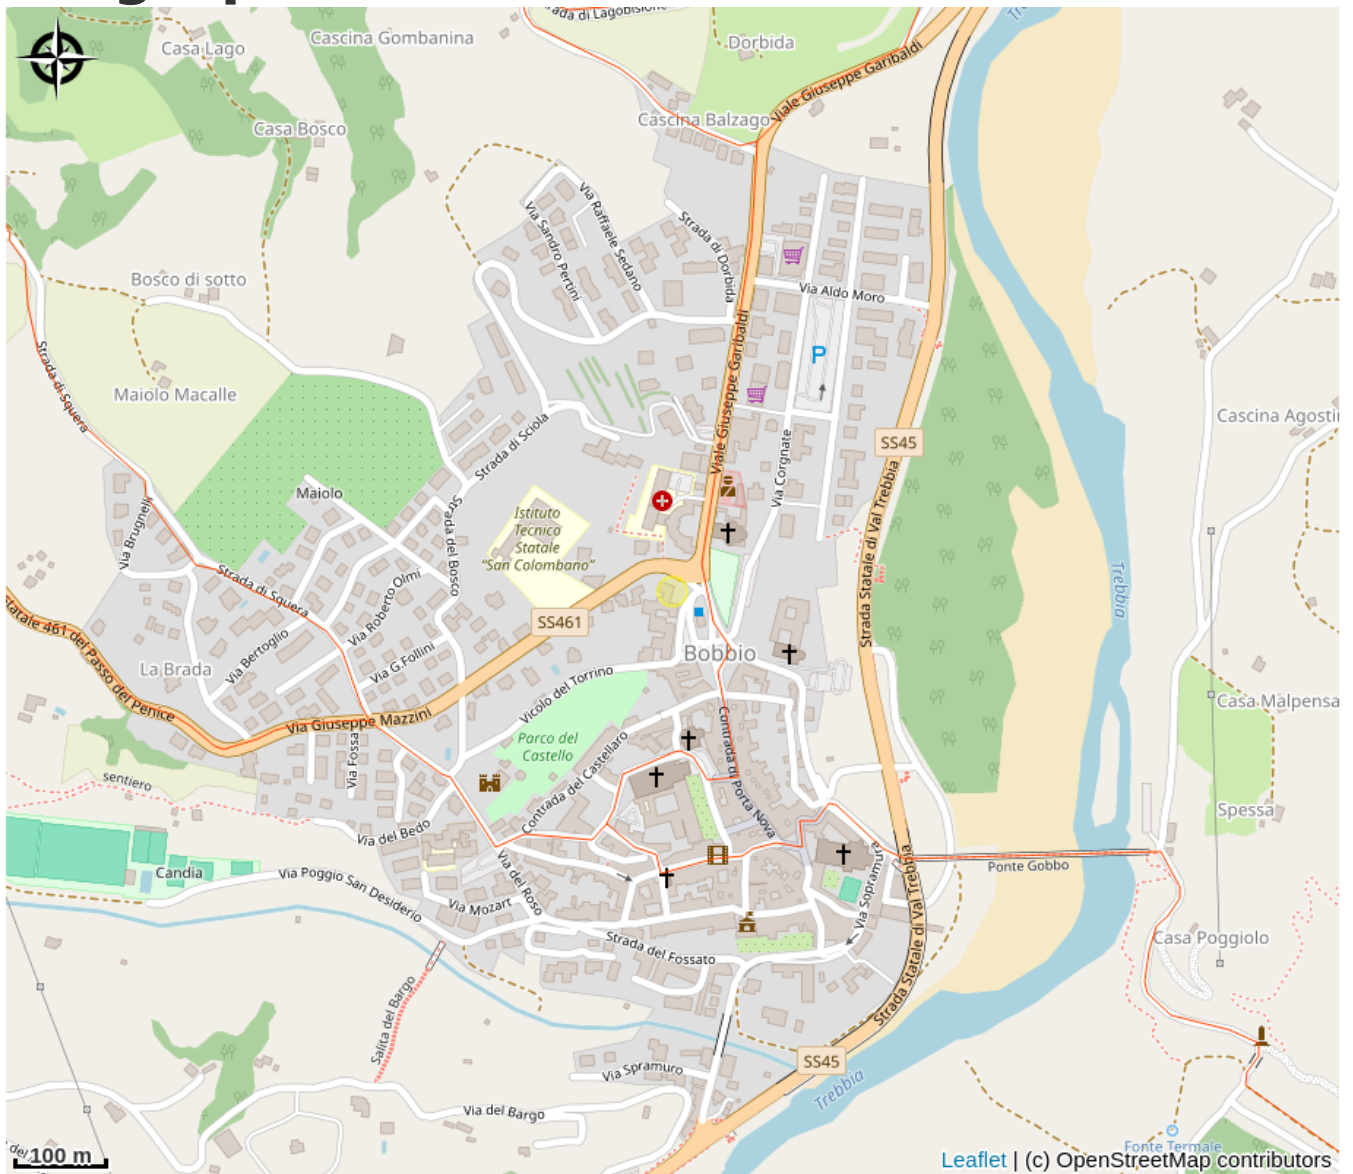 Strada di Lagobisione
Tr
Casa Lago
Cascina Gombanina
Dorbida
Viale Giuseppe Garibaldi
Cascina Balzago
Casa Bosco
Via Raffaele Sedano
Via Sandro Pertini
Strada di Dorbida
Bosco di sotto
Via Aldo Moro
Viale Giuseppe Garibaldi
P
Strada di Squera
Maiolo Macalle
Cascina Agosti
Strada di Sciola
SS45
Viale Giuseppe Garibaldi
Via Corgnate
Maiolo
Strada del Bosco
Via Brugnelli
Istituto
Tecnico
Statale
"San Colombano"
Strada Statale di Val Trebbia
Trebbia
Strada di Squera
Via Roberto Olmi
tatale 461 del Passo del Penice
SS461
Via G.Follini
Via Bertoglio
Bobbio
La Brada
Vicolo del Torrino
Casa Malpensa
Via Giuseppe Mazzini
Contrada di Porta Nova
Parco del
Castello
Via Fossa
Contrada del Castellaro
sentiero
Spessa
Via del Bedo
Candia
Via Poggio San Desiderio
Via del Roso
Via Mozart
Via Sopramura
Strada Statale di Val Trebbia
Ponte Gobbo
Strada del Fossato
Casa Poggiolo
Salita del Bargo
SS45
Via Spramuro
Trebbia
Via del Bargo
Fonte Termale
100 m
Leaflet | (c) OpenStreetMap contributors